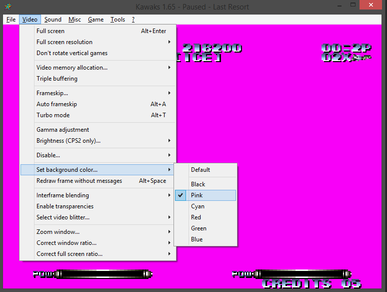 Kawaks 1.65 - Paused - Last Resort
File Video Sound Misc Game Tools ?
Full screen Alt+Enter
Full screen resolution
Don't rotate vertical games
Video memory allocation...
Triple buffering
Frameskip...
Auto frameskip Alt+A
Turbo mode Alt+T
Gamma adjustment
Brightness (CPS2 only)...
Disable...
Set background color...
Redraw frame without messages Alt+Space
Interframe blending
Enable transparencies
Select video blitter...
Zoom window...
Correct window ratio...
Correct full screen ratio...
Default
Black
Pink
Cyan
Red
Green
Blue
218200
00=2P
02X
CREDITS 05